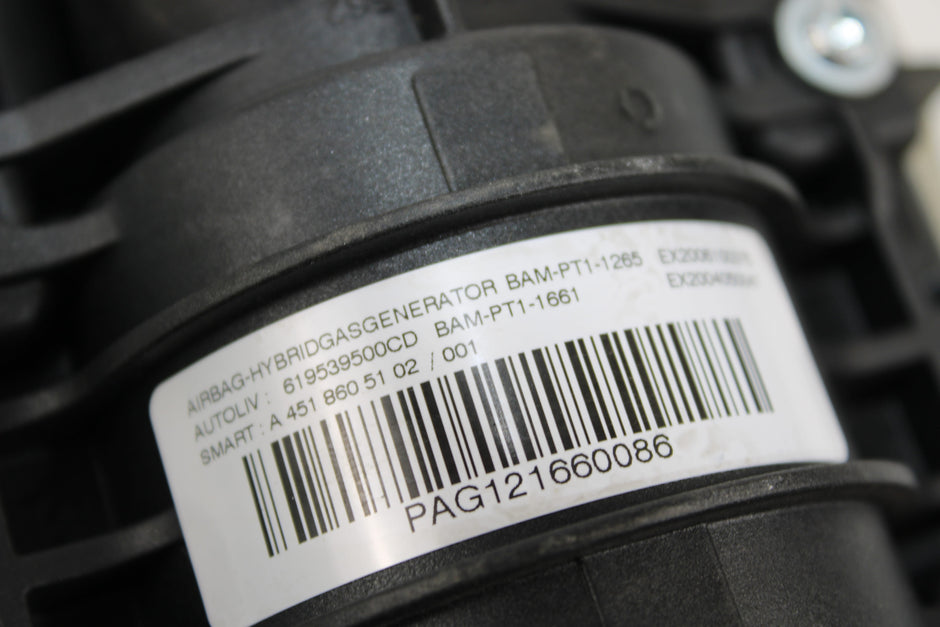 AIRBAG-HYBRIDGASGENERATOR BAM-PT1-1265
AUTOLIV : 619539500CD BAM-PT1-1661
SMART : A 451 860 51 02 / 001
PAG121660086